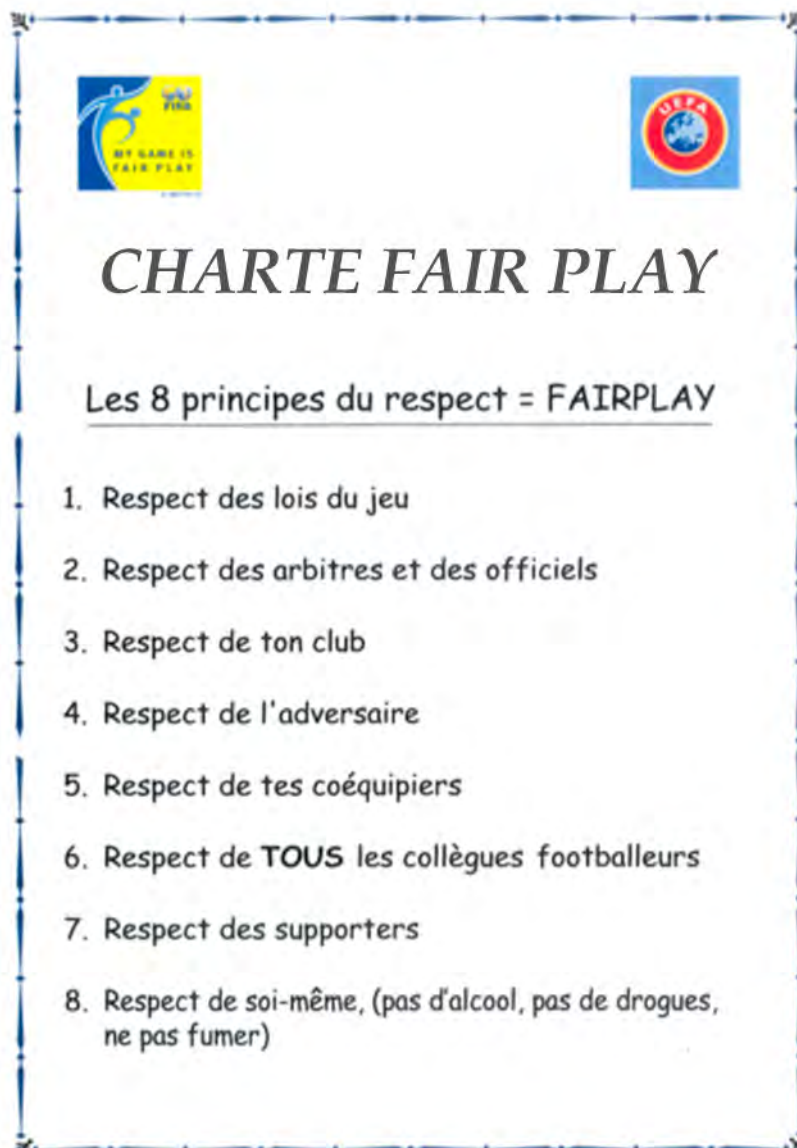 FIFA
MY GAME IS
FAIR PLAY
UEFA
CHARTE FAIR PLAY
Les 8 principes du respect = FAIRPLAY
1. Respect des lois du jeu
2. Respect des arbitres et des officiels
3. Respect de ton club
4. Respect de l'adversaire
5. Respect de tes coéquipiers
6. Respect de TOUS les collègues footballeurs
7. Respect des supporters
8. Respect de soi-même, (pas d'alcool, pas de drogues,
ne pas fumer)